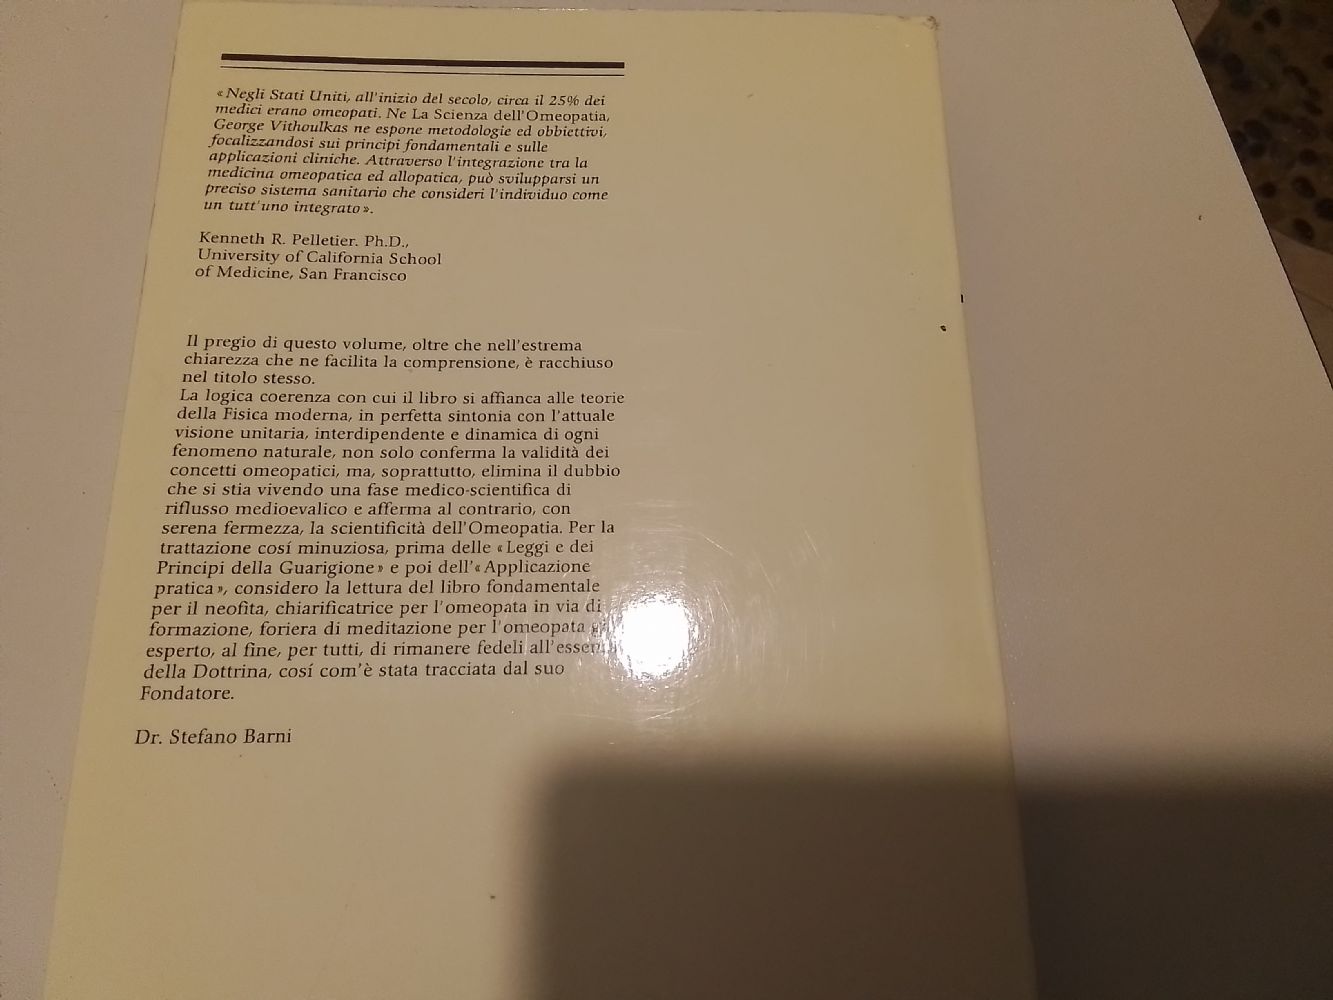 «Negli Stati Uniti, all'inizio del secolo, circa il 25% dei
medici erano omeopati. Ne La Scienza dell'Omeopatia,
George Vithoulkas ne espone metodologie ed obbiettivi,
focalizzandosi sui principi fondamentali e sulle
applicazioni cliniche. Attraverso l'integrazione tra la
medicina omeopatica ed allopatica, può svilupparsi un
preciso sistema sanitario che consideri l'individuo come
un tutt'uno integrato».
Kenneth R. Pelletier. Ph.D.,
University of California School
of Medicine, San Francisco
Il pregio di questo volume, oltre che nell'estrema
chiarezza che ne facilita la comprensione, è racchiuso
nel titolo stesso.
La logica coerenza con cui il libro si affianca alle teorie
della Fisica moderna, in perfetta sintonia con l'attuale
visione unitaria, interdipendente e dinamica di ogni
fenomeno naturale, non solo conferma la validità dei
concetti omeopatici, ma, soprattutto, elimina il dubbio
che si stia vivendo una fase medico-scientifica di
riflusso medioevalico e afferma al contrario, con
serena fermezza, la scientificità dell'Omeopatia. Per la
trattazione cosí minuziosa, prima delle «Leggi e dei
Principi della Guarigione» e poi dell'«Applicazione
pratica», considero la lettura del libro fondamentale
per il neofita, chiarificatrice per l'omeopata in via di
formazione, foriera di meditazione per l'omeopata
esperto, al fine, per tutti, di rimanere fedeli
della Dottrina, cosí com'è stata tracciata dal suo
Fondatore.
Dr. Stefano Barni